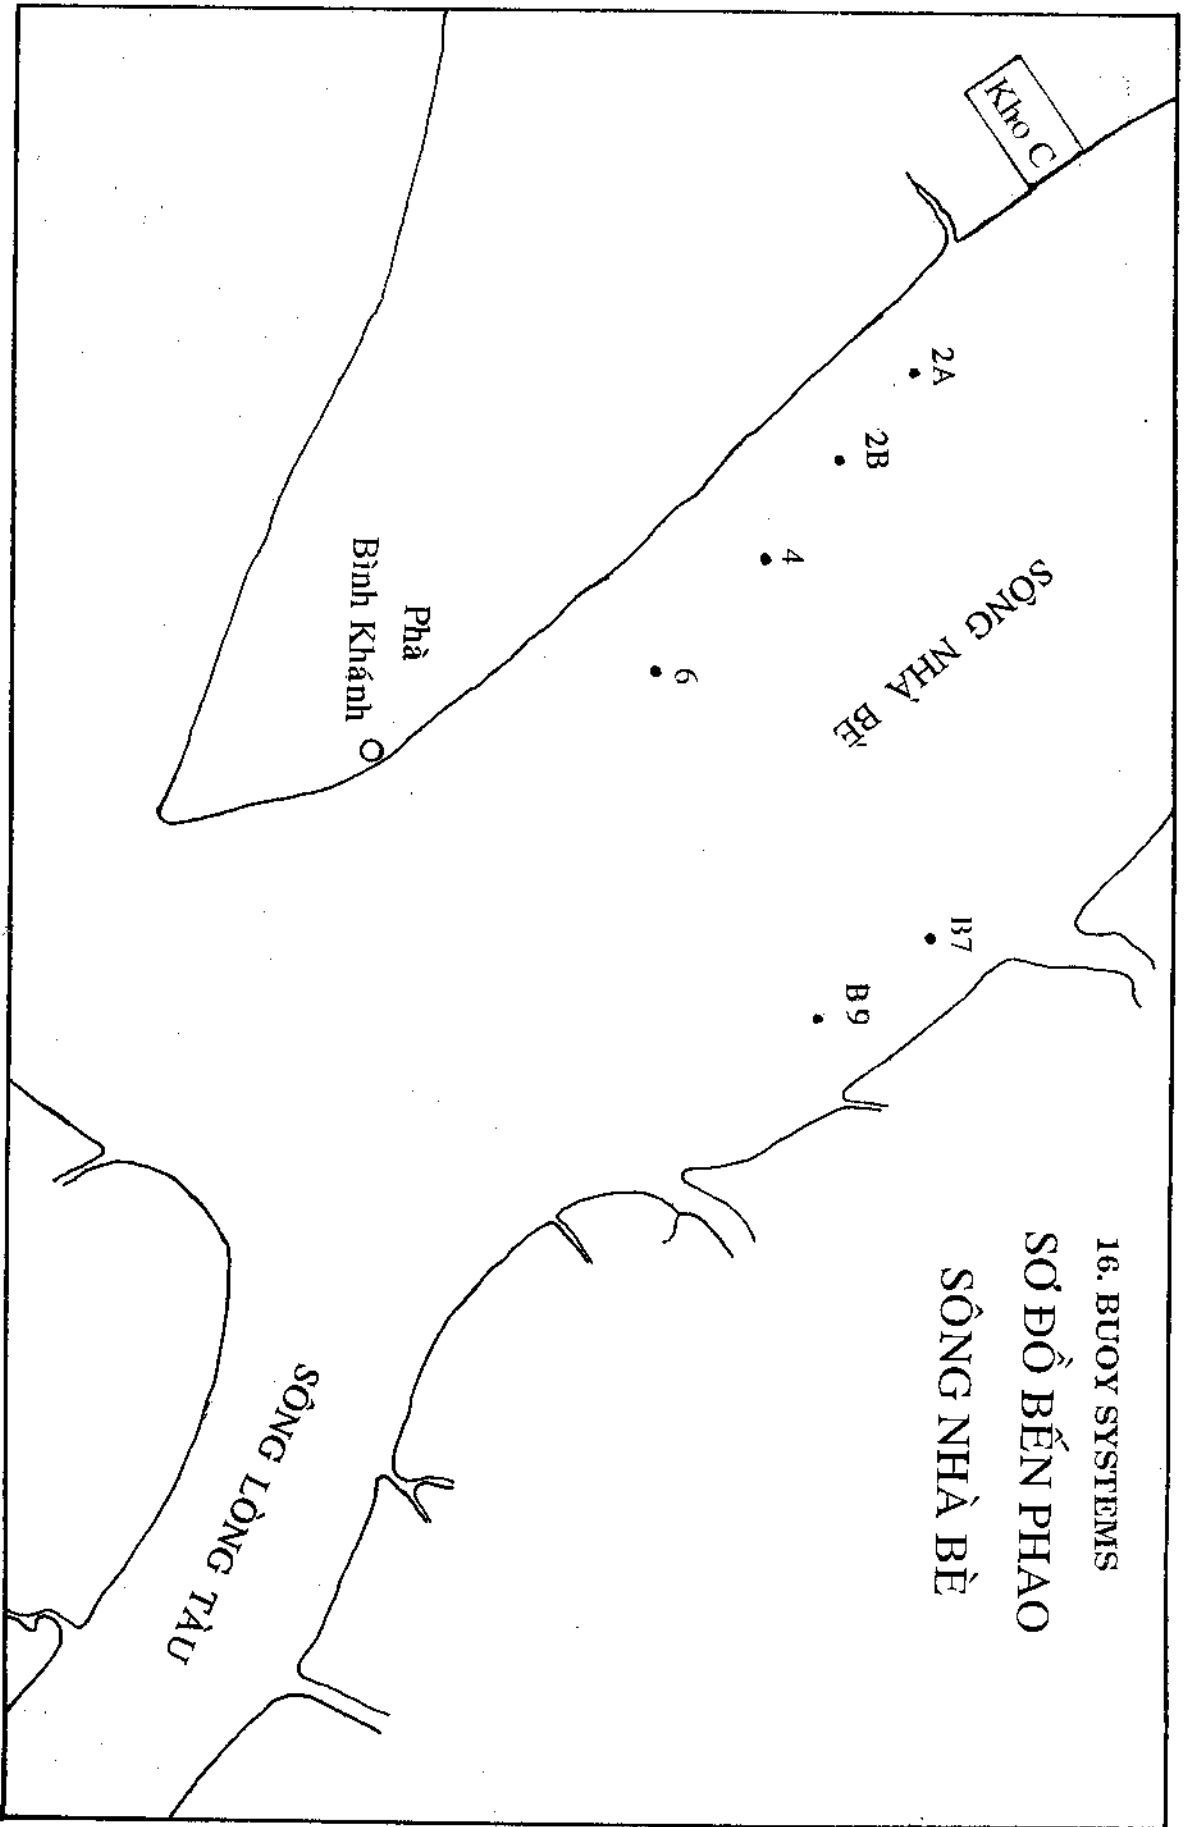 16. BUOY SYSTEMS
SƠ ĐỒ BẾN PHAO
SÔNG NHÀ BÈ
Kho C
2A
2B
4
6
SÔNG NHÀ BÈ
B7
B9
Phà
Bình Khánh
SÔNG LÒNG TÀU